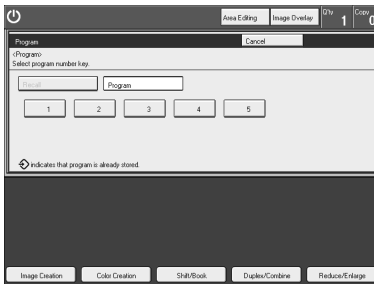 Area Editing Image Overlay Q'ty 1 Copy 0
Program Cancel
<Program>
Select program number key.
Recall Program
1 2 3 4 5
indicates that program is already stored.
Image Creation Color Creation Shift/Book Duplex/Combine Reduce/Enlarge